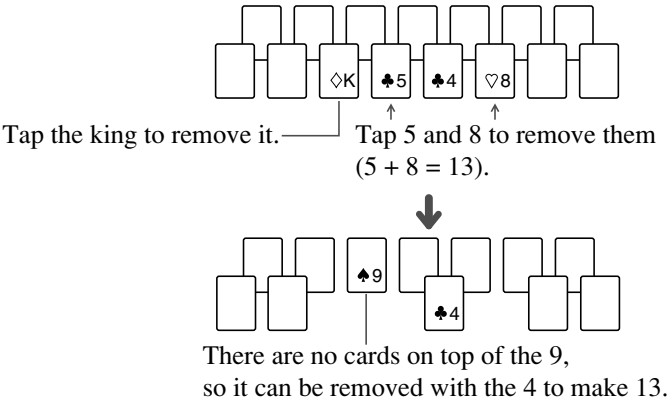 ♢K ♣5 ♣4 ♡8
Tap the king to remove it.
Tap 5 and 8 to remove them
(5 + 8 = 13).
♠9
♣4
There are no cards on top of the 9,
so it can be removed with the 4 to make 13.